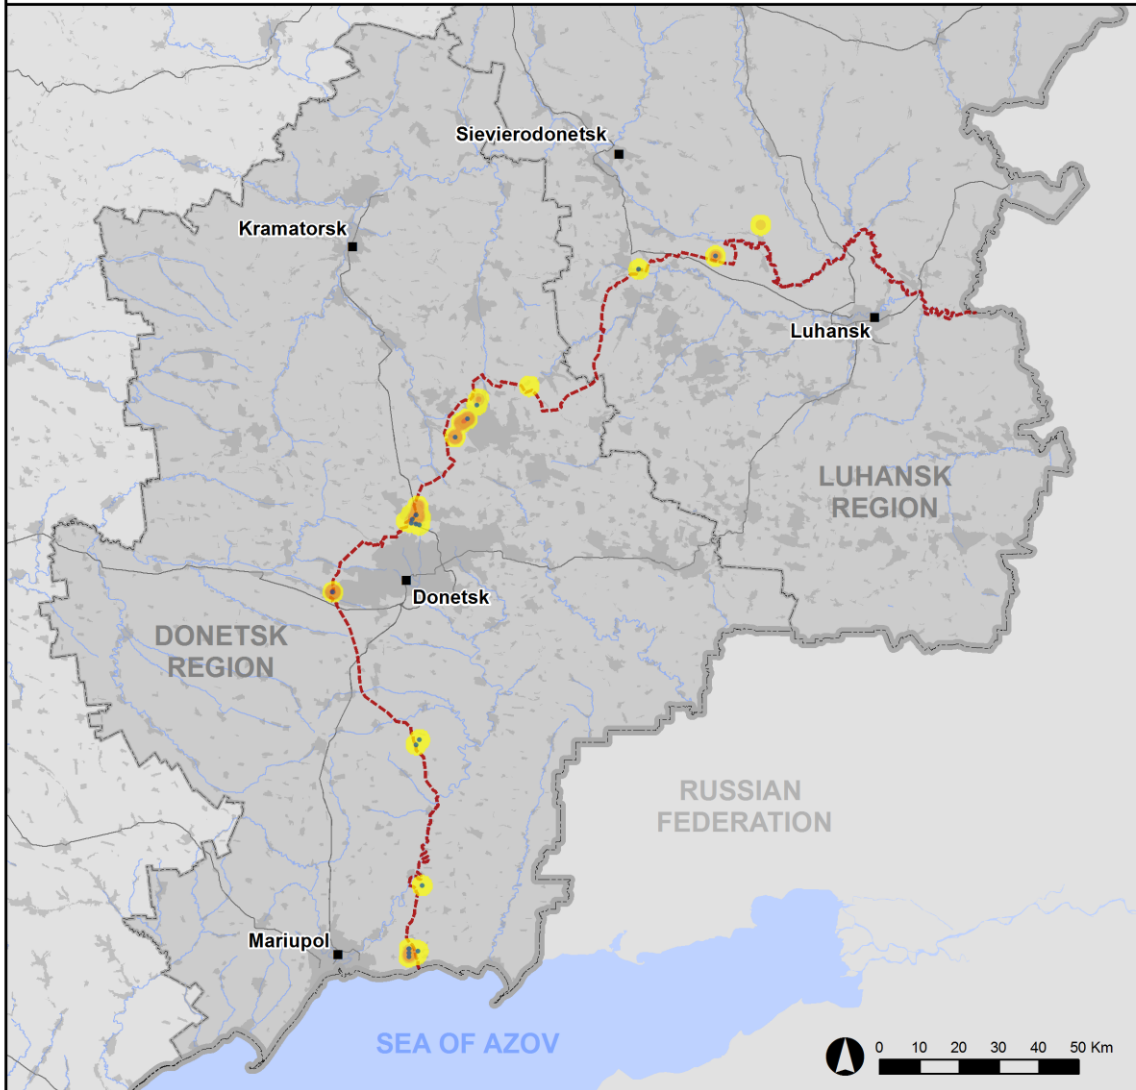 Sievierodonetsk
Kramatorsk
Luhansk
LUHANSK
REGION
Donetsk
DONETSK
REGION
RUSSIAN
FEDERATION
Mariupol
SEA OF AZOV
0 10 20 30 40 50 Km